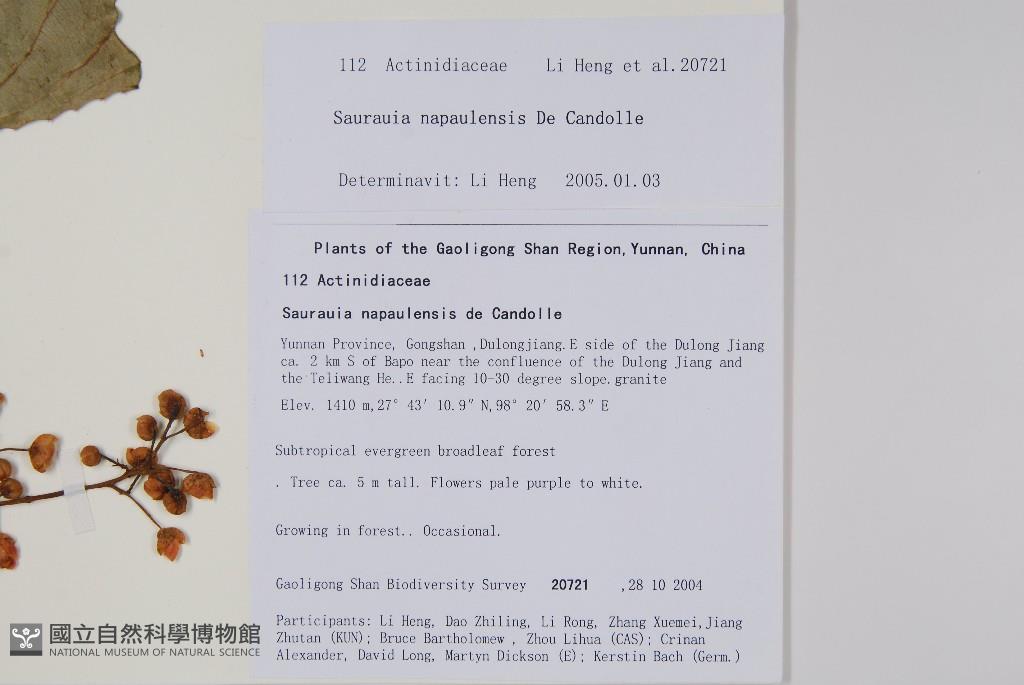 112 Actinidiaceae Li Heng et al.20721
Saurauia napaulensis De Candolle
Determinavit: Li Heng 2005.01.03
Plants of the Gaoligong Shan Region,Yunnan, China
112 Actinidiaceae
Saurauia napaulensis de Candolle
Yunnan Province, Gongshan ,Dulongjiang.E side of the Dulong Jiang
ca. 2 km S of Bapo near the confluence of the Dulong Jiang and
the Teliwang He..E facing 10-30 degree slope.granite
Elev. 1410 m,27° 43′ 10.9″ N,98° 20′ 58.3″ E
Subtropical evergreen broadleaf forest
. Tree ca. 5 m tall. Flowers pale purple to white.
Growing in forest.. Occasional.
Gaoligong Shan Biodiversity Survey 20721 ,28 10 2004
Participants: Li Heng, Dao Zhiling, Li Rong, Zhang Xuemei,Jiang
Zhutan (KUN); Bruce Bartholomew , Zhou Lihua (CAS); Crinan
Alexander, David Long, Martyn Dickson (E); Kerstin Bach (Germ.)
國立自然科學博物館
NATIONAL MUSEUM OF NATURAL SCIENCE